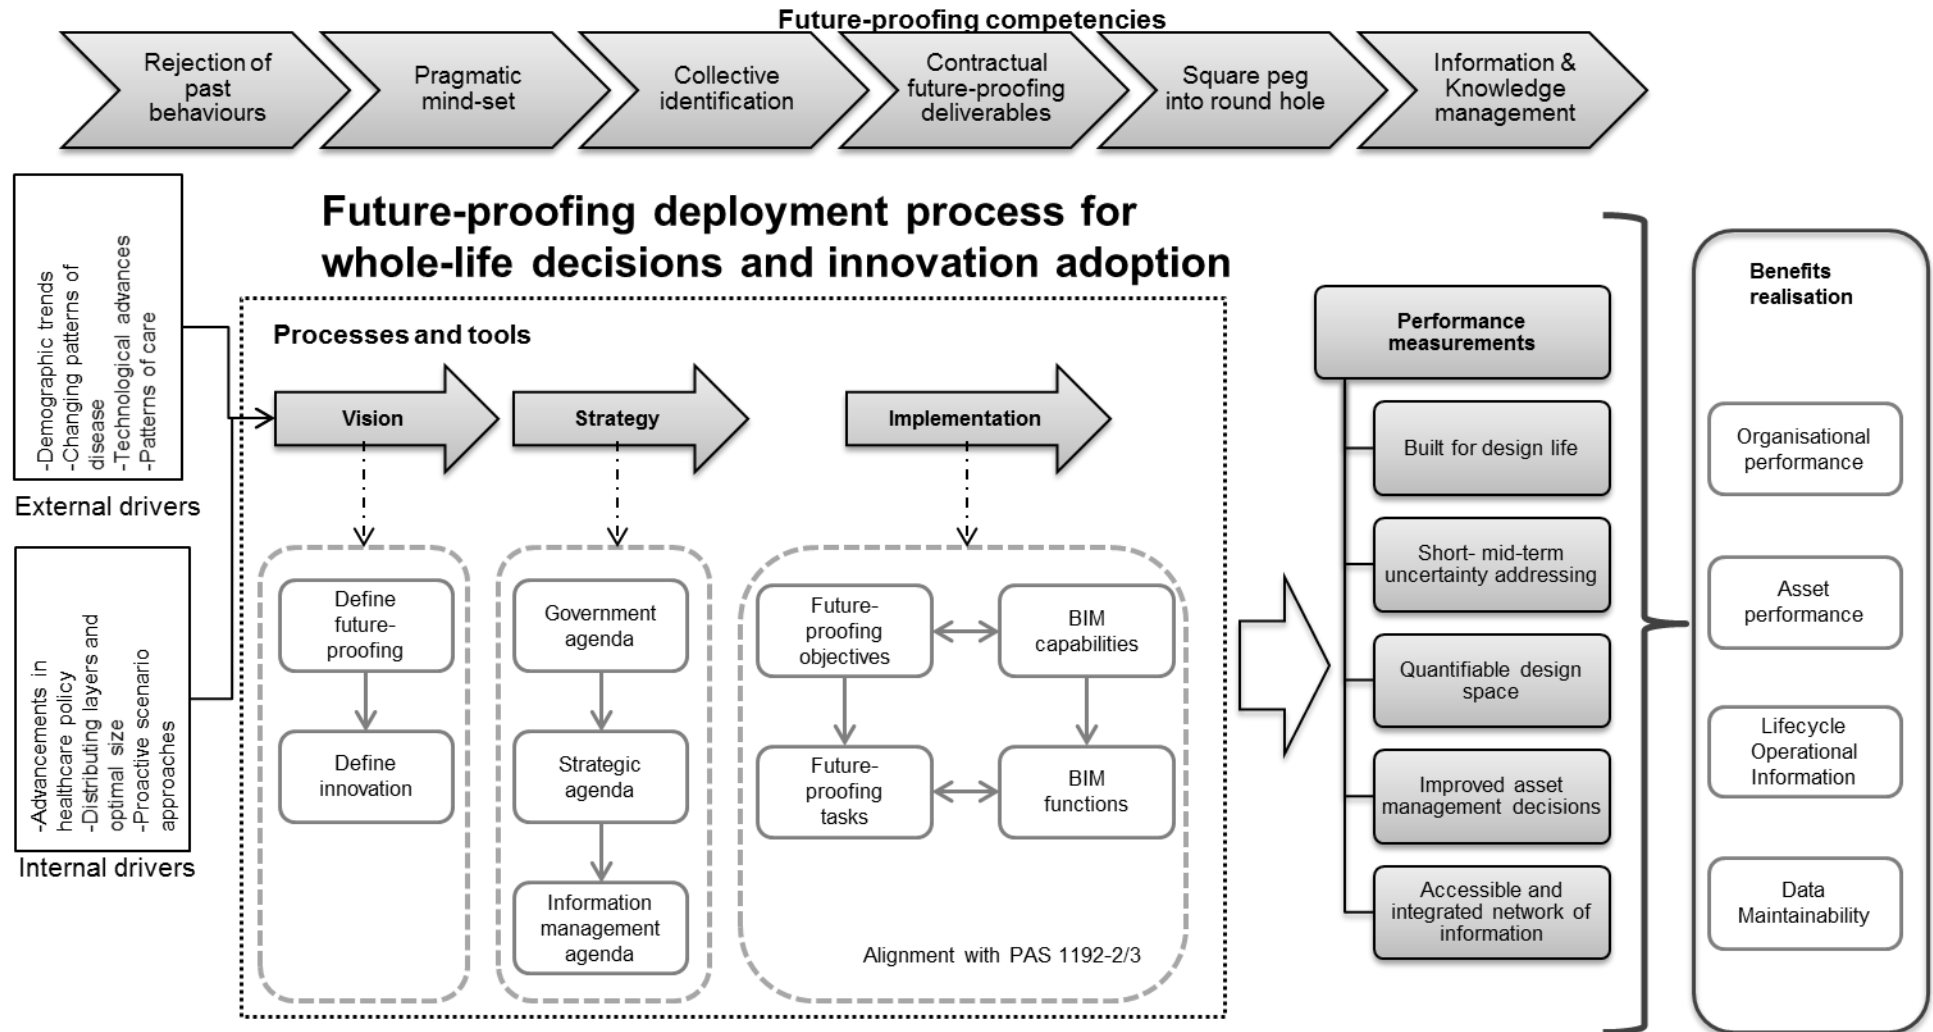 Future-proofing competencies
Rejection of
past
behaviours
Pragmatic
mind-set
Collective
identification
Contractual
future-proofing
deliverables
Square peg
into round hole
Information &
Knowledge
management
-Demographic trends
-Changing patterns of
disease
-Technological advances
-Patterns of care
External drivers
-Advancements in
healthcare policy
-Distributing layers and
optimal size
-Proactive scenario
approaches
Internal drivers
Future-proofing deployment process for
whole-life decisions and innovation adoption
Processes and tools
Vision
Strategy
Implementation
Define
future-
proofing
Define
innovation
Government
agenda
Strategic
agenda
Information
management
agenda
Future-
proofing
objectives
BIM
capabilities
Future-
proofing
tasks
BIM
functions
Alignment with PAS 1192-2/3
Performance
measurements
Built for design life
Short- mid-term
uncertainty addressing
Quantifiable design
space
Improved asset
management decisions
Accessible and
integrated network of
information
Benefits
realisation
Organisational
performance
Asset
performance
Lifecycle
Operational
Information
Data
Maintainability